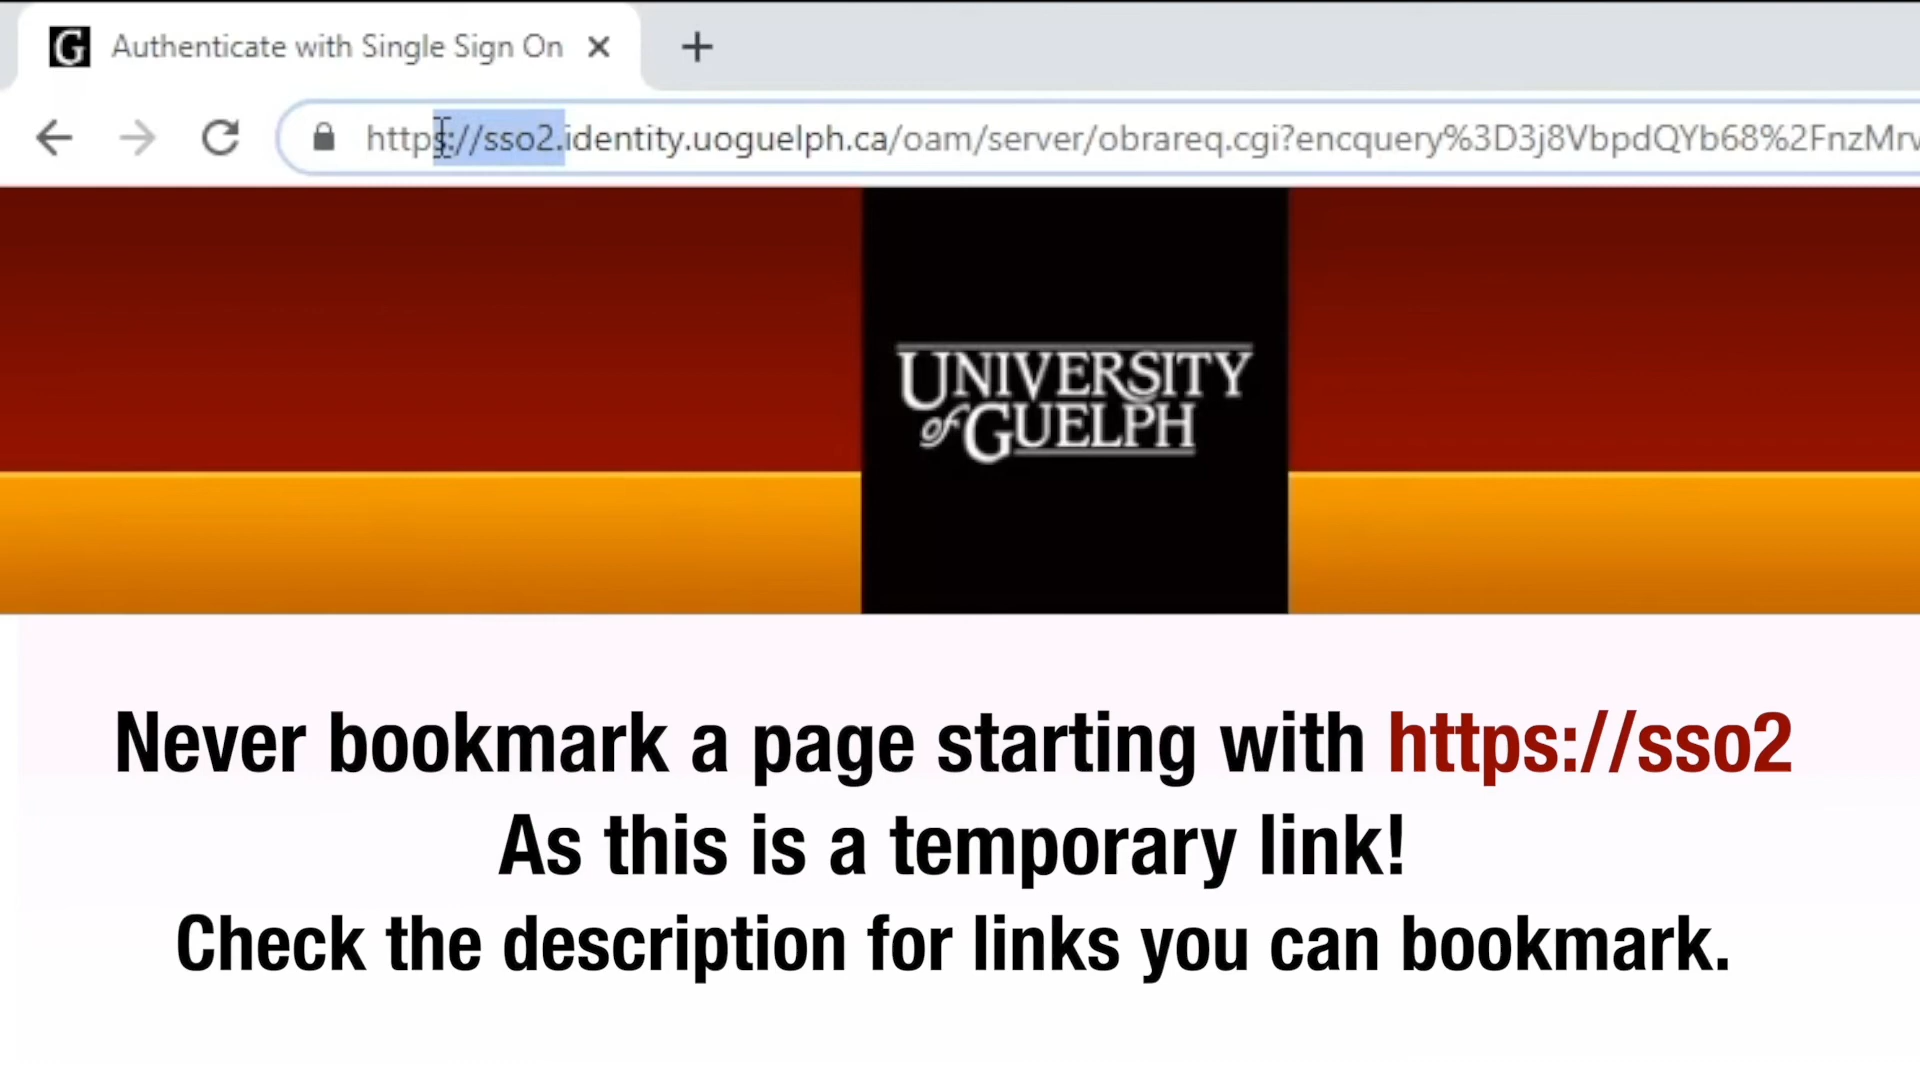 G Authenticate with Single Sign On
https://sso2.identity.uoguelph.ca/oam/server/obrareq.cgi?encquery%3D3j8VbpdQYb68%2FnzMrv
UNIVERSITY
of GUELPH
Never bookmark a page starting with https://sso2
As this is a temporary link!
Check the description for links you can bookmark.